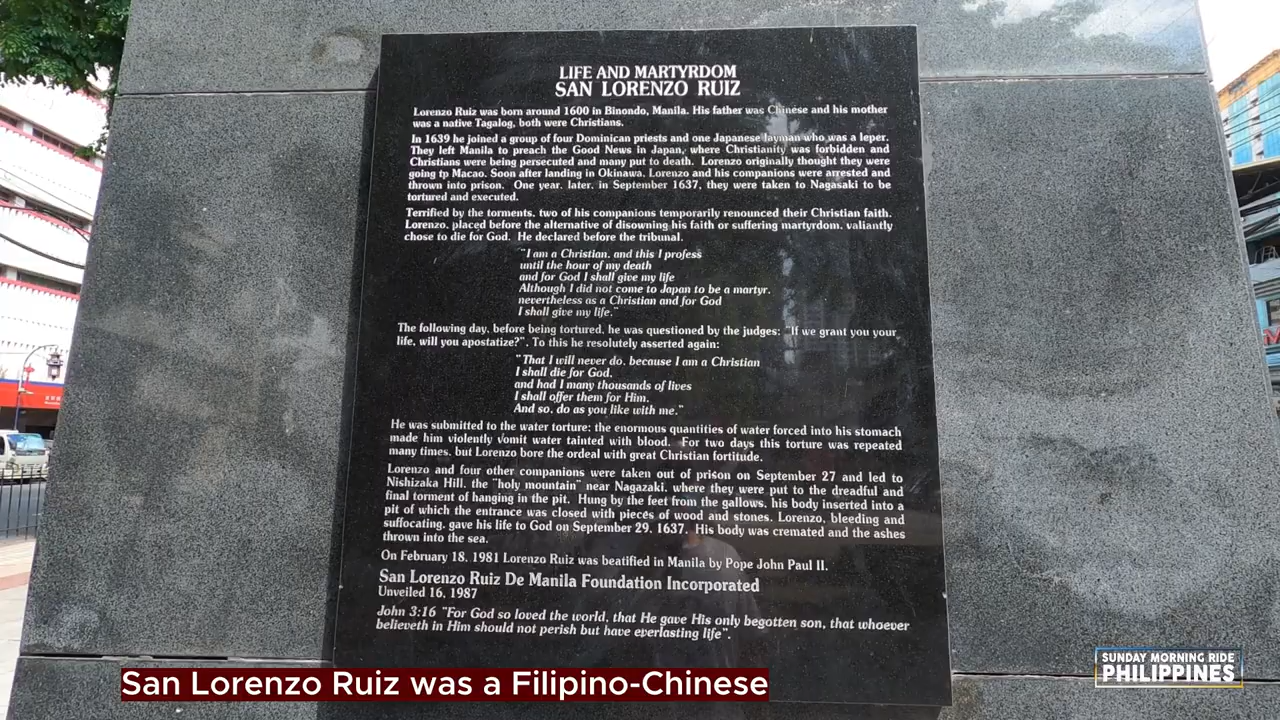 LIFE AND MARTYRDOM
SAN LORENZO RUIZ
Lorenzo Ruiz was born around 1600 in Binondo, Manila. His father was Chinese and his mother
was a native Tagalog, both were Christians.
In 1639 he joined a group of four Dominican priests and one Japanese layman who was a leper.
They left Manila to preach the Good News in Japan, where Christianity was forbidden and
Christians were being persecuted and many put to death. Lorenzo originally thought they were
going tp Macao. Soon after landing in Okinawa, Lorenzo and his companions were arrested and
thrown into prison. One year, later, in September 1637, they were taken to Nagasaki to be
tortured and executed.
Terrified by the torments, two of his companions temporarily renounced their Christian faith.
Lorenzo, placed before the alternative of disowning his faith or suffering martyrdom, valiantly
chose to die for God. He declared before the tribunal.
"I am a Christian, and this I profess
until the hour of my death
and for God I shall give my life
Although I did not come to Japan to be a martyr,
nevertheless as a Christian and for God
I shall give my life."
The following day, before being tortured, he was questioned by the judges: "If we grant you your
life, will you apostatize?". To this he resolutely asserted again:
"That I will never do, because I am a Christian
I shall die for God,
and had I many thousands of lives
I shall offer them for Him.
And so, do as you like with me."
He was submitted to the water torture; the enormous quantities of water forced into his stomach
made him violently vomit water tainted with blood. For two days this torture was repeated
many times, but Lorenzo bore the ordeal with great Christian fortitude.
Lorenzo and four other companions were taken out of prison on September 27 and led to
Nishizaka Hill, the "holy mountain" near Nagazaki, where they were put to the dreadful and
final torment of hanging in the pit. Hung by the feet from the gallows, his body inserted into a
pit of which the entrance was closed with pieces of wood and stones. Lorenzo, bleeding and
suffocating, gave his life to God on September 29, 1637. His body was cremated and the ashes
thrown into the sea.
On February 18, 1981 Lorenzo Ruiz was beatified in Manila by Pope John Paul II.
San Lorenzo Ruiz De Manila Foundation Incorporated
Unveiled 16, 1987
John 3:16 "For God so loved the world, that He gave His only begotten son, that whoever
believeth in Him should not perish but have everlasting life".
San Lorenzo Ruiz was a Filipino-Chinese
SUNDAY MORNING RIDE
PHILIPPINES